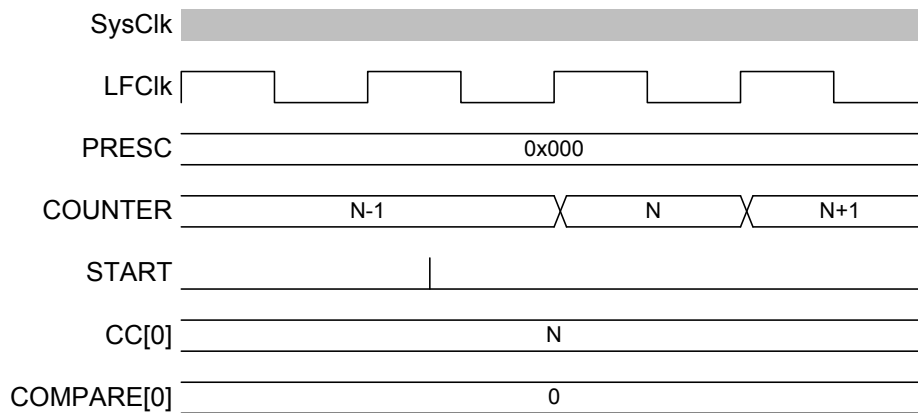 SysClk
LFClk
PRESC 0x000
COUNTER N-1 N N+1
START
CC[0] N
COMPARE[0] 0